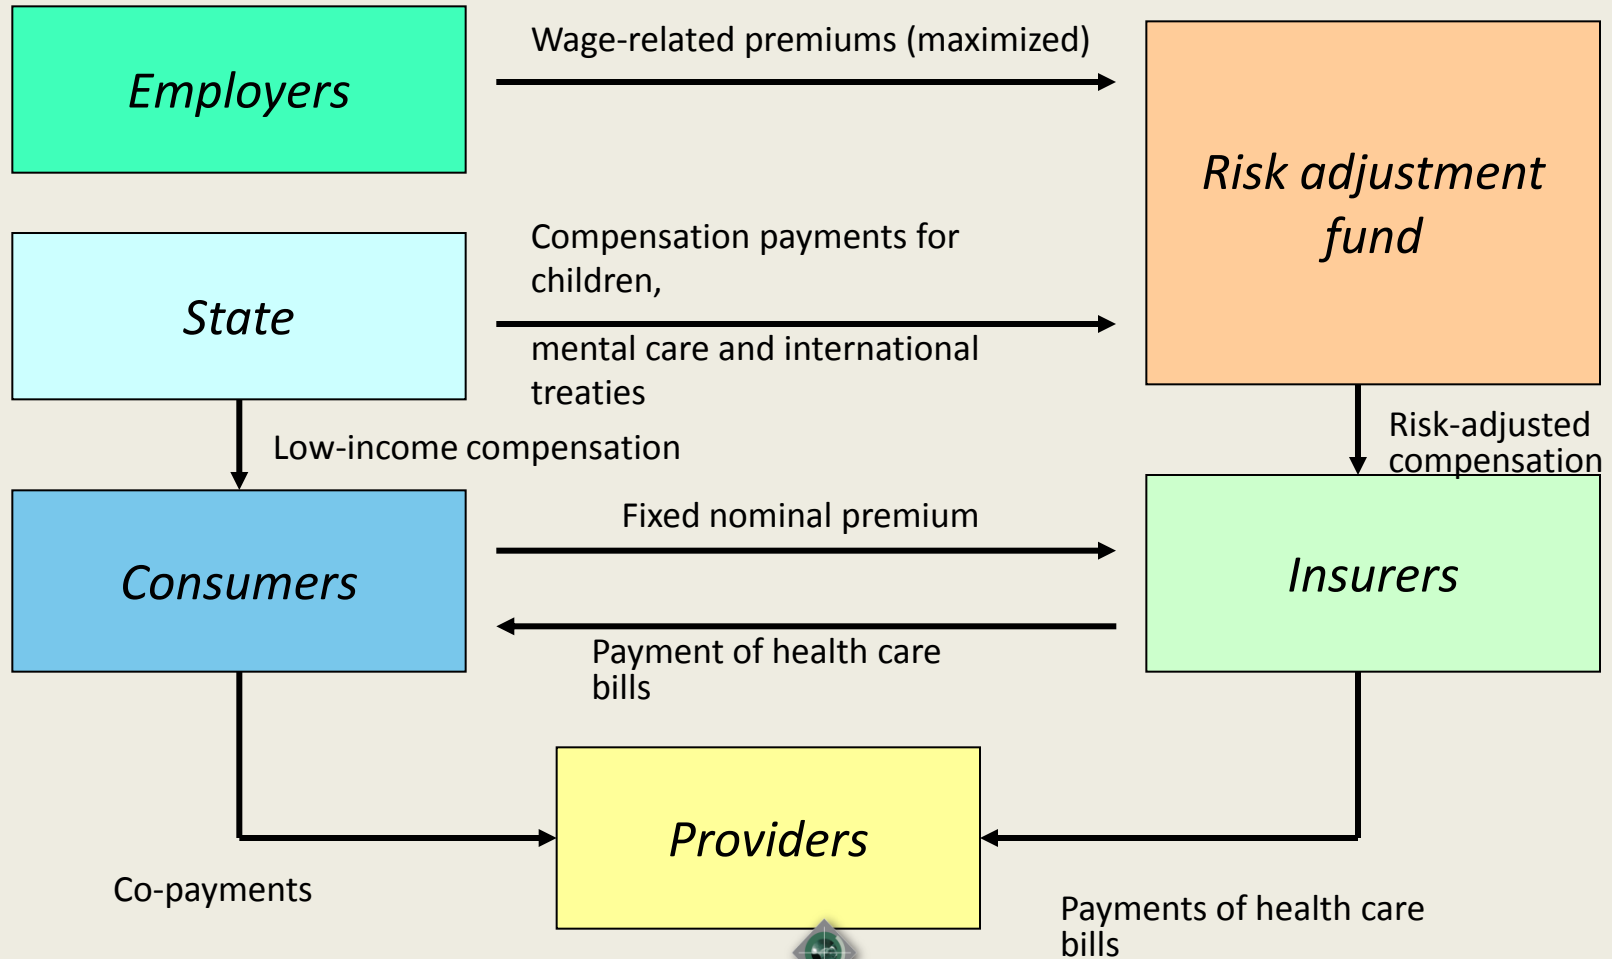 Employers
Wage-related premiums (maximized)
Risk adjustment
fund
State
Compensation payments for
children,
mental care and international
treaties
Low-income compensation
Risk-adjusted
compensation
Consumers
Fixed nominal premium
Insurers
Payment of health care
bills
Providers
Co-payments
Payments of health care
bills